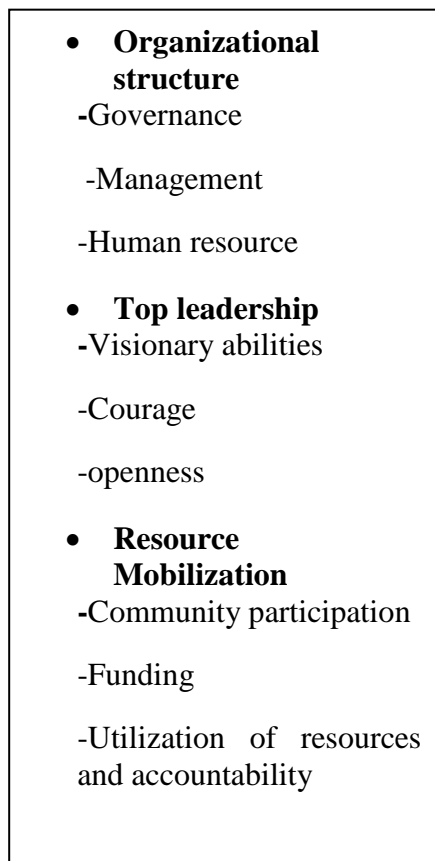 • Organizational
structure
-Governance
-Management
-Human resource
• Top leadership
-Visionary abilities
-Courage
-openness
• Resource
Mobilization
-Community participation
-Funding
-Utilization of resources
and accountability